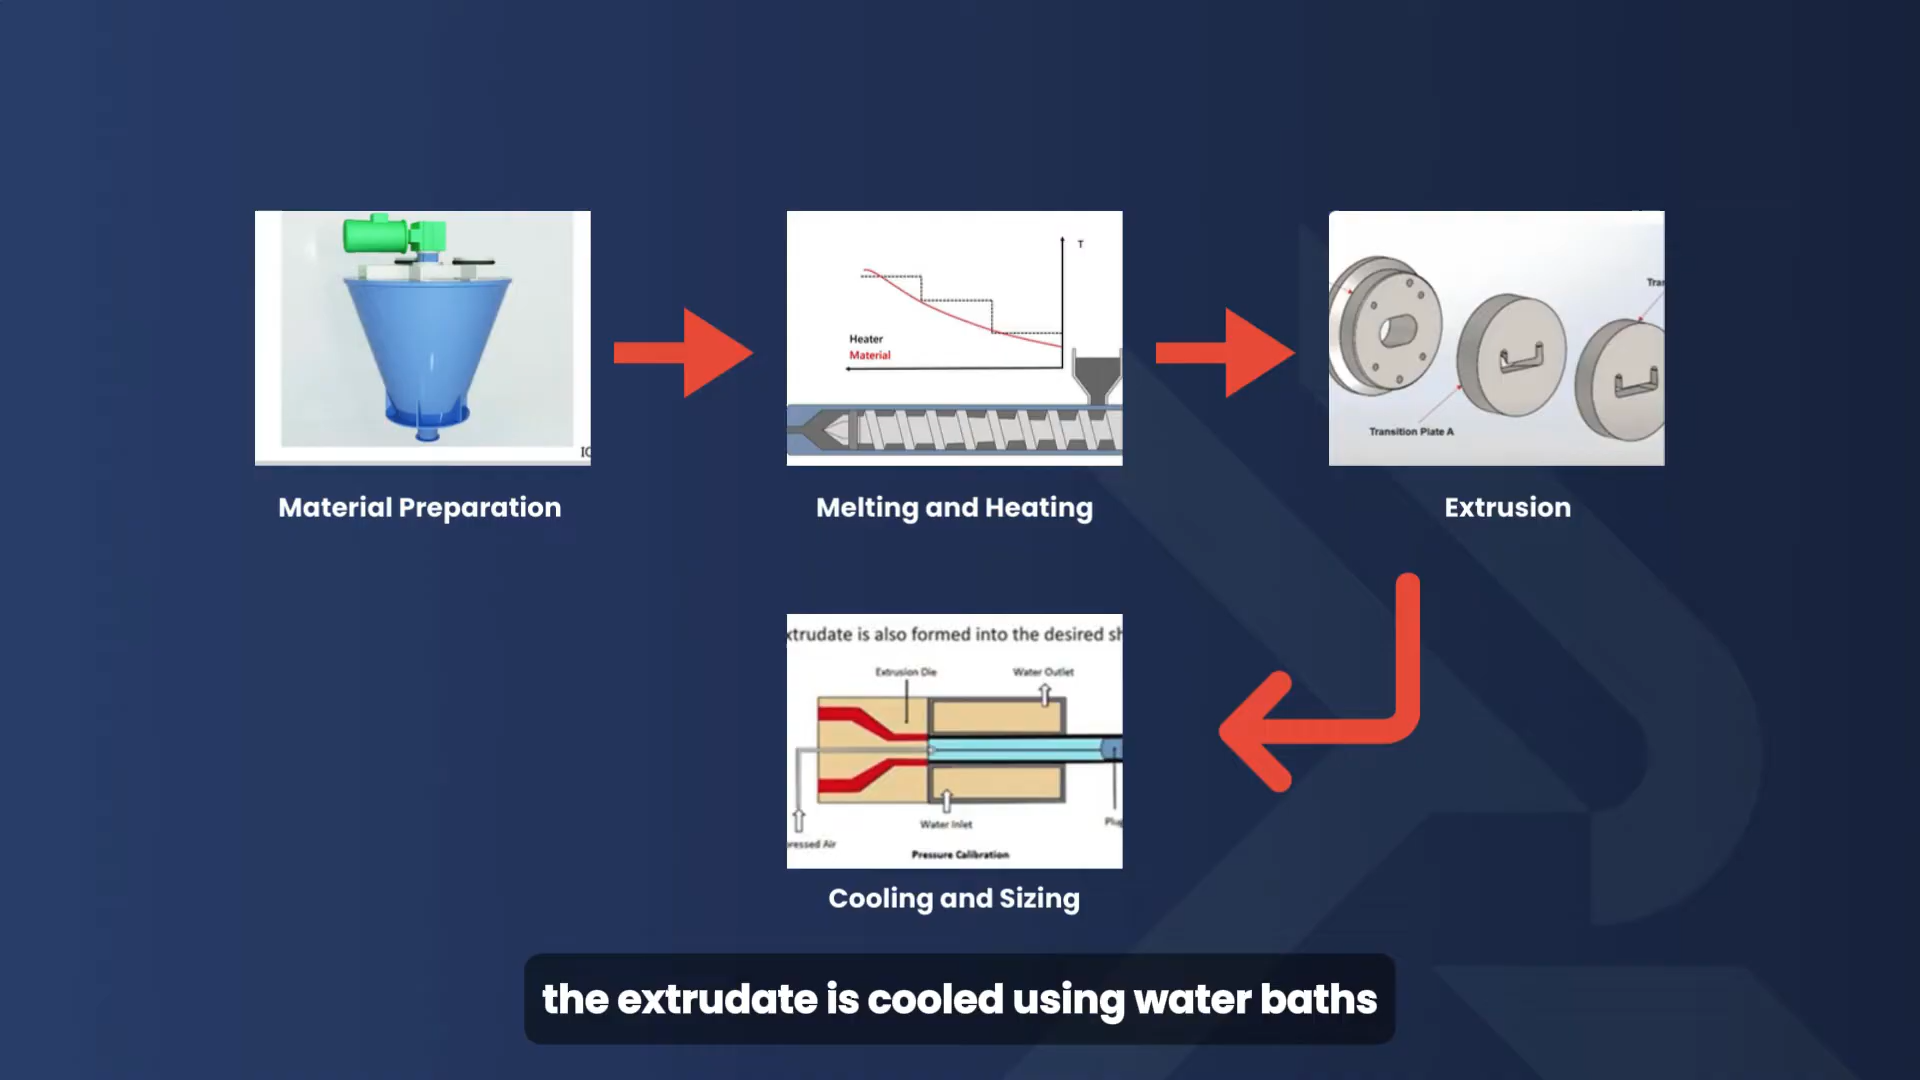 T
Heater
Material
Transition Plate A
Material Preparation
Melting and Heating
Extrusion
xtrudate is also formed into the desired sh
Extrusion Die
Water Outlet
Water Inlet
ressed Air
Pressure Calibration
Cooling and Sizing
the extrudate is cooled using water baths